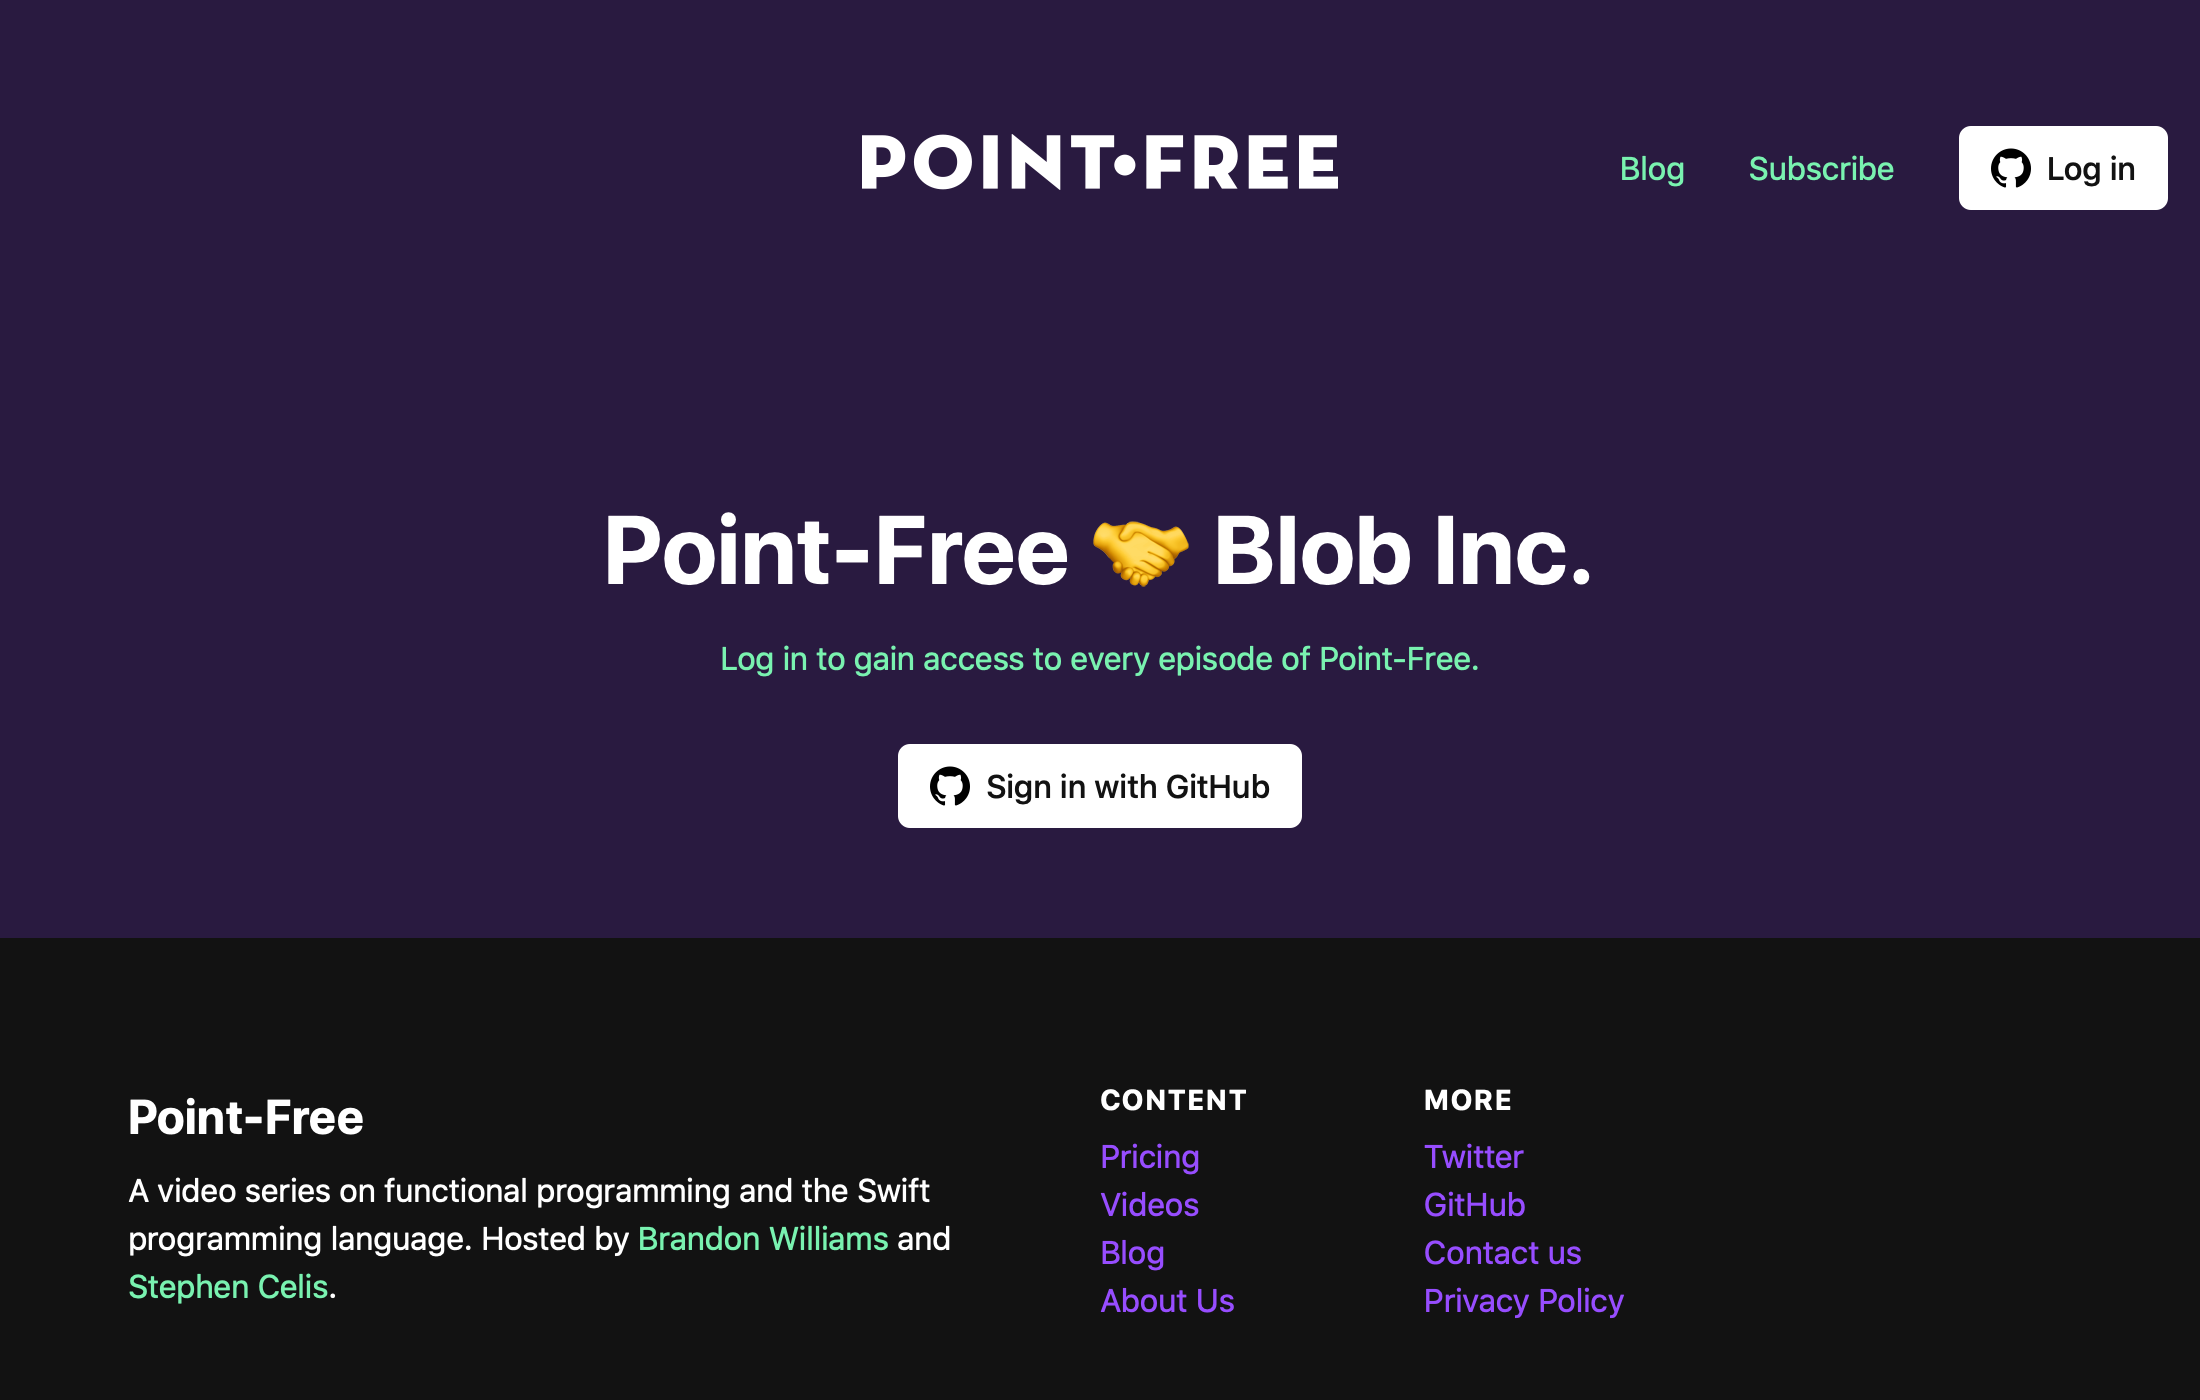 POINT•FREE
Blog
Subscribe
Log in
Point-Free 🤝 Blob Inc.
Log in to gain access to every episode of Point-Free.
Sign in with GitHub
Point-Free
A video series on functional programming and the Swift
programming language. Hosted by Brandon Williams and
Stephen Celis.
CONTENT
Pricing
Videos
Blog
About Us
MORE
Twitter
GitHub
Contact us
Privacy Policy